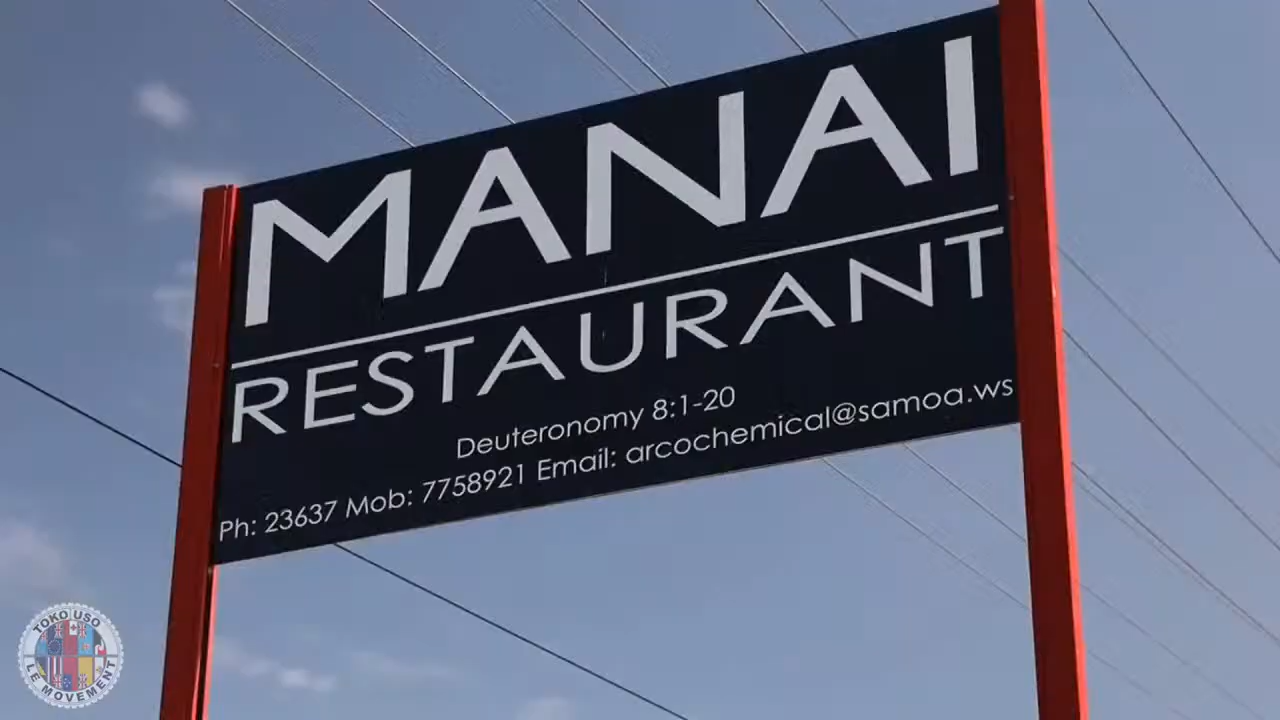 MANAI
RESTAURANT
Deuteronomy 8:1-20
Ph: 23637 Mob: 7758921 Email: arcochemical@samoa.ws
TOKO USO
LE MOVEMENT